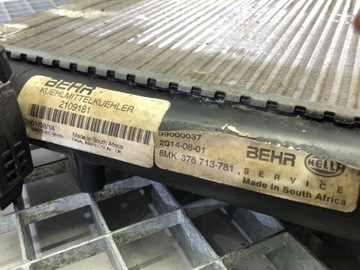 BEHR
KUEHLMITTELKUEHLER
2109181
Made in South Africa
99000037
2014-08-01
8MK 376 713-781
BEHR
HELLA
SERVICE
Made in South Africa